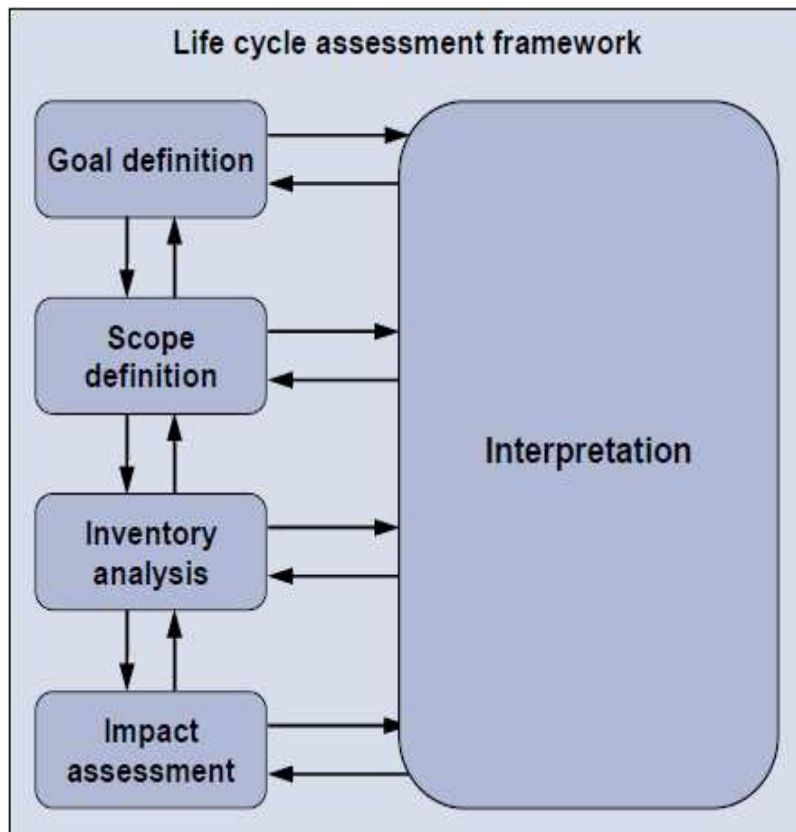 Life cycle assessment framework
Goal definition
Scope
definition
Interpretation
Inventory
analysis
Impact
assessment